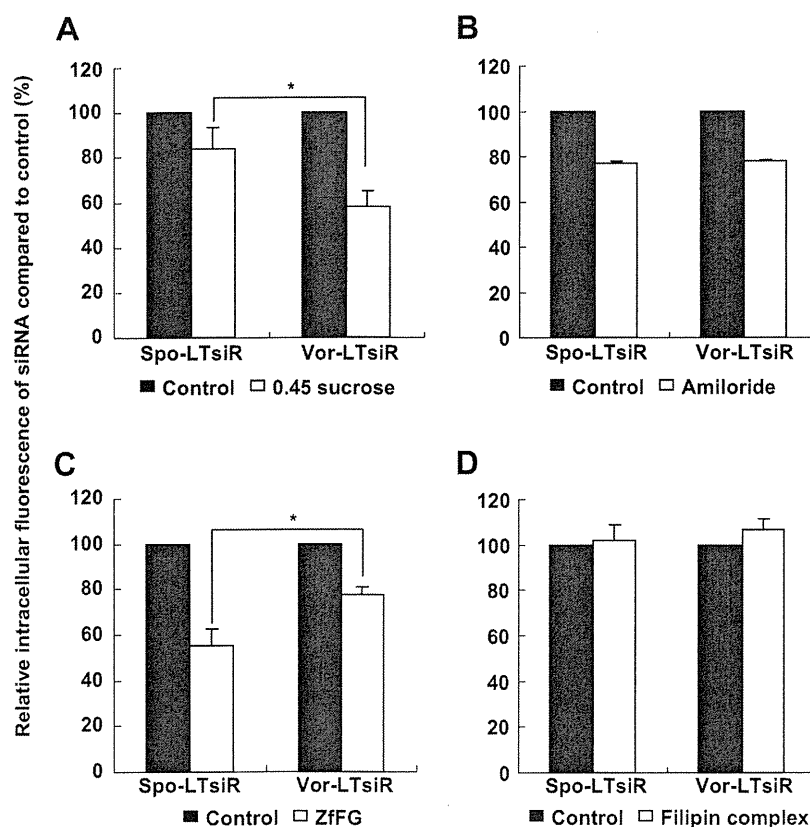 Relative intracellular fluorescence of siRNA compared to control (%)
A
120
100
80
60
40
20
0
*
Spo-LTsiR Vor-LTsiR
Control 0.45 sucrose
B
120
100
80
60
40
20
0
Spo-LTsiR Vor-LTsiR
Control Amiloride
C
120
100
80
60
40
20
0
*
Spo-LTsiR Vor-LTsiR
Control ZfFG
D
120
100
80
60
40
20
0
Spo-LTsiR Vor-LTsiR
Control Filipin complex